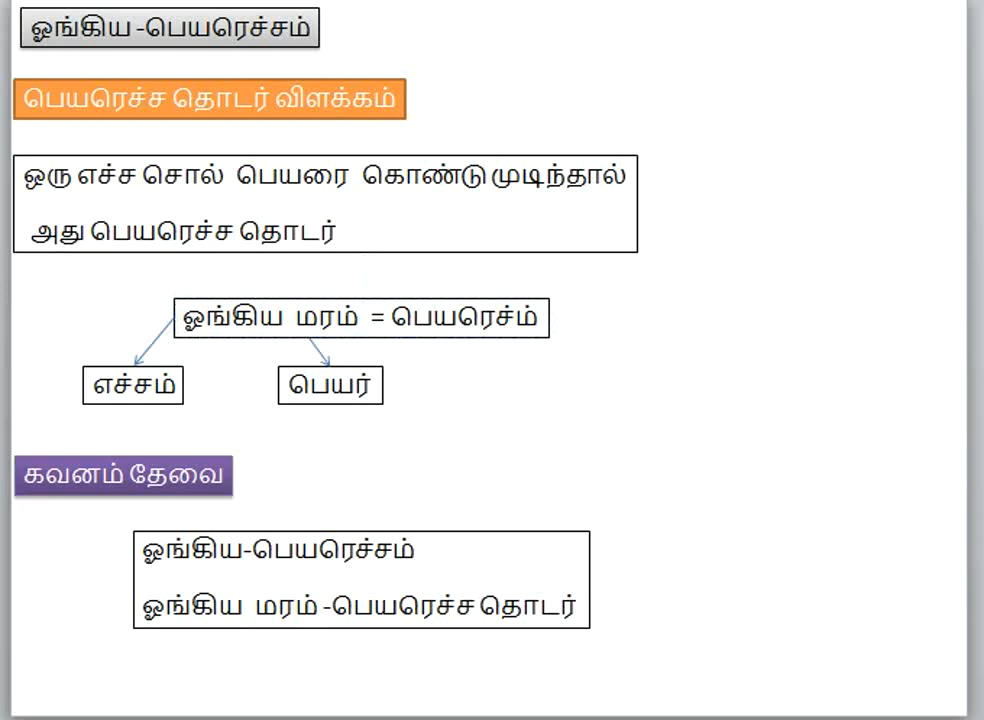 ஓங்கிய -பெயரெச்சம்
பெயரெச்ச தொடர் விளக்கம்
ஒரு எச்ச சொல் பெயரை கொண்டு முடிந்தால்
அது பெயரெச்ச தொடர்
ஓங்கிய மரம் = பெயரெச்ம்
எச்சம்
பெயர்
கவனம் தேவை
ஓங்கிய-பெயரெச்சம்
ஓங்கிய மரம் -பெயரெச்ச தொடர்